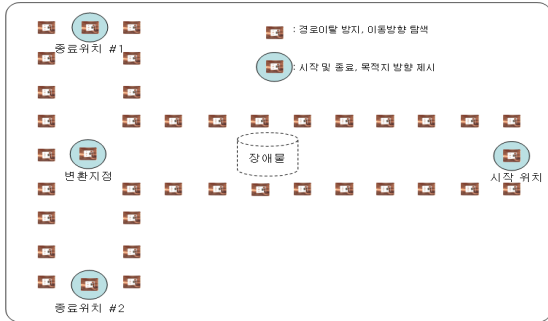 : 경로이탈 방지, 이동방향 탐색
종료위치 #1
: 시작 및 종료, 목적지 방향 제시
장애물
변환지점
시작 위치
종료위치 #2